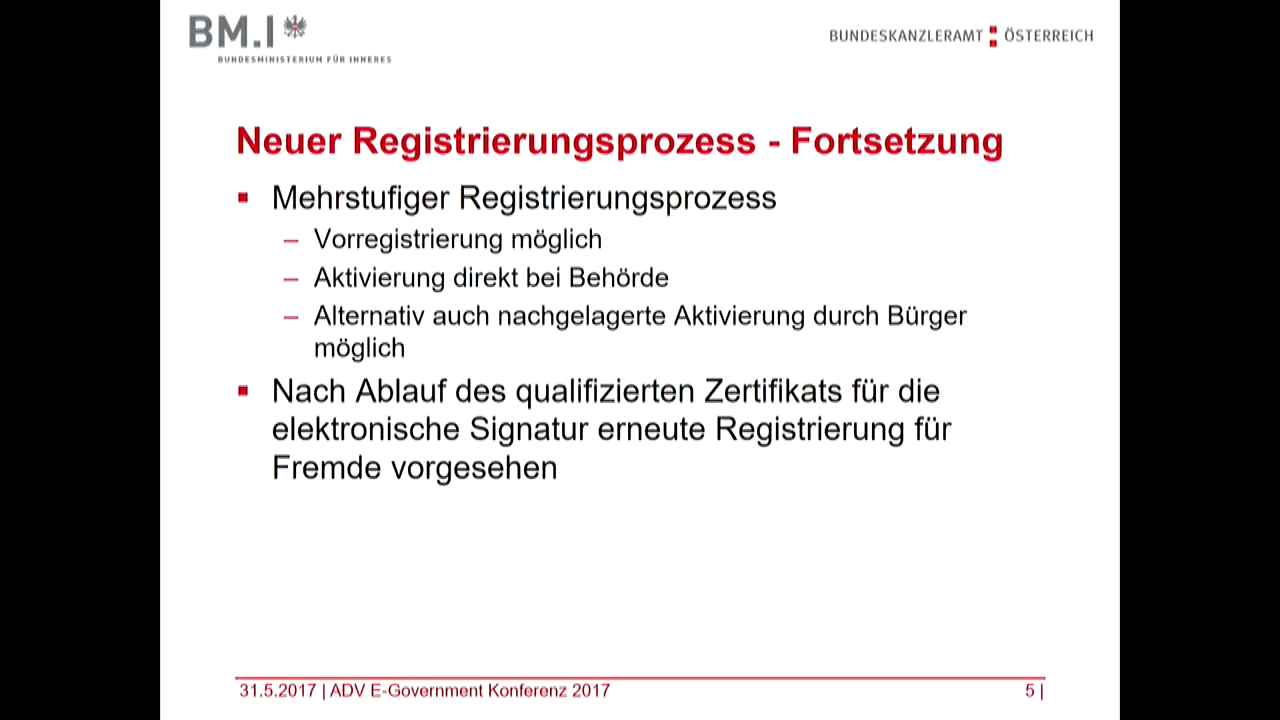 BM.I
BUNDESMINISTERIUM FÜR INNERES
BUNDESKANZLERAMT ÖSTERREICH
Neuer Registrierungsprozess - Fortsetzung
Mehrstufiger Registrierungsprozess
– Vorregistrierung möglich
– Aktivierung direkt bei Behörde
– Alternativ auch nachgelagerte Aktivierung durch Bürger
möglich
Nach Ablauf des qualifizierten Zertifikats für die
elektronische Signatur erneute Registrierung für
Fremde vorgesehen
31.5.2017 | ADV E-Government Konferenz 2017
5 |